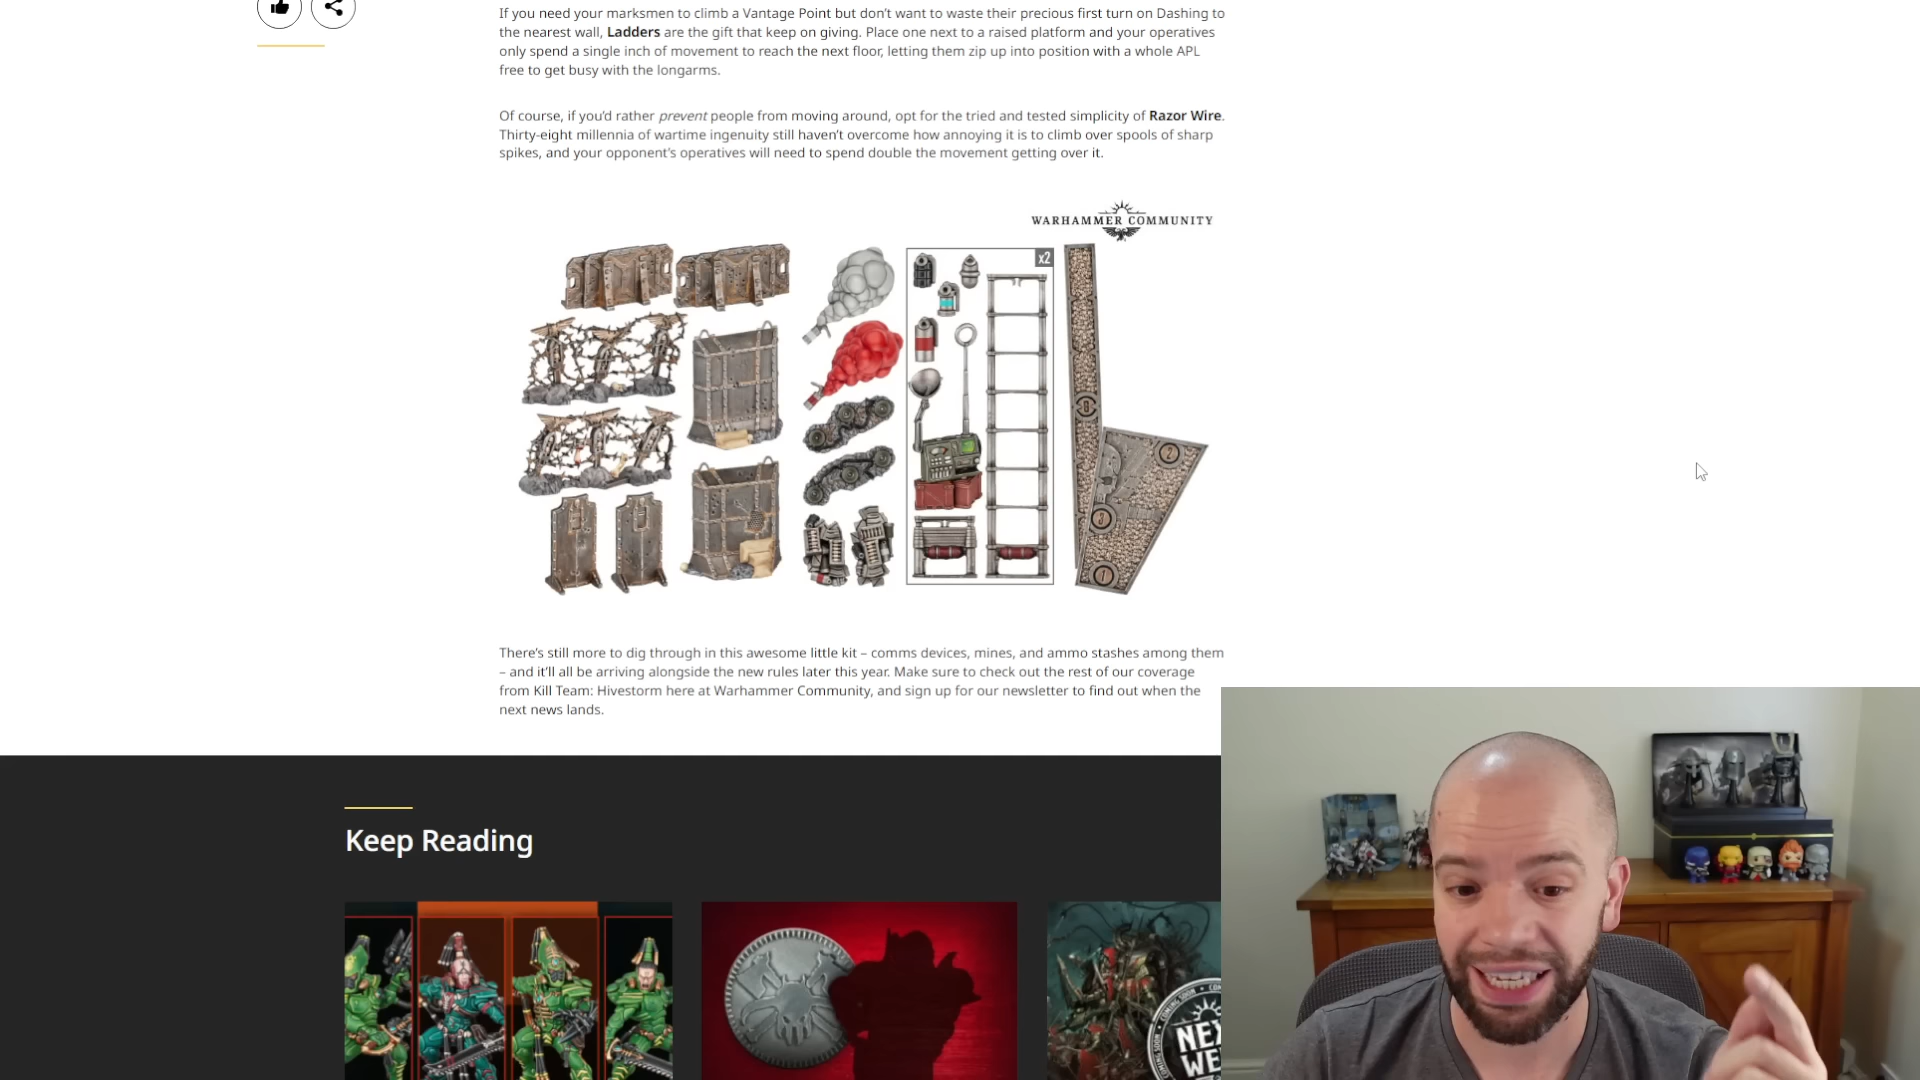 If you need your marksmen to climb a Vantage Point but don't want to waste their precious first turn on Dashing to
the nearest wall, Ladders are the gift that keep on giving. Place one next to a raised platform and your operatives
only spend a single inch of movement to reach the next floor, letting them zip up into position with a whole APL
free to get busy with the longarms.
Of course, if you'd rather prevent people from moving around, opt for the tried and tested simplicity of Razor Wire.
Thirty-eight millennia of wartime ingenuity still haven't overcome how annoying it is to climb over spools of sharp
spikes, and your opponent's operatives will need to spend double the movement getting over it.
WARHAMMER COMMUNITY
x2
2
3
1
There's still more to dig through in this awesome little kit – comms devices, mines, and ammo stashes among them
– and it'll all be arriving alongside the new rules later this year. Make sure to check out the rest of our coverage
from Kill Team: Hivestorm here at Warhammer Community, and sign up for our newsletter to find out when the
next news lands.
Keep Reading
COMING SOON